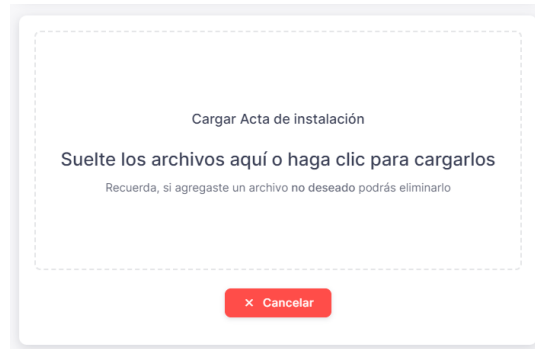 Cargar Acta de instalación
Suelte los archivos aquí o haga clic para cargarlos
Recuerda, si agregaste un archivo no deseado podrás eliminarlo
× Cancelar